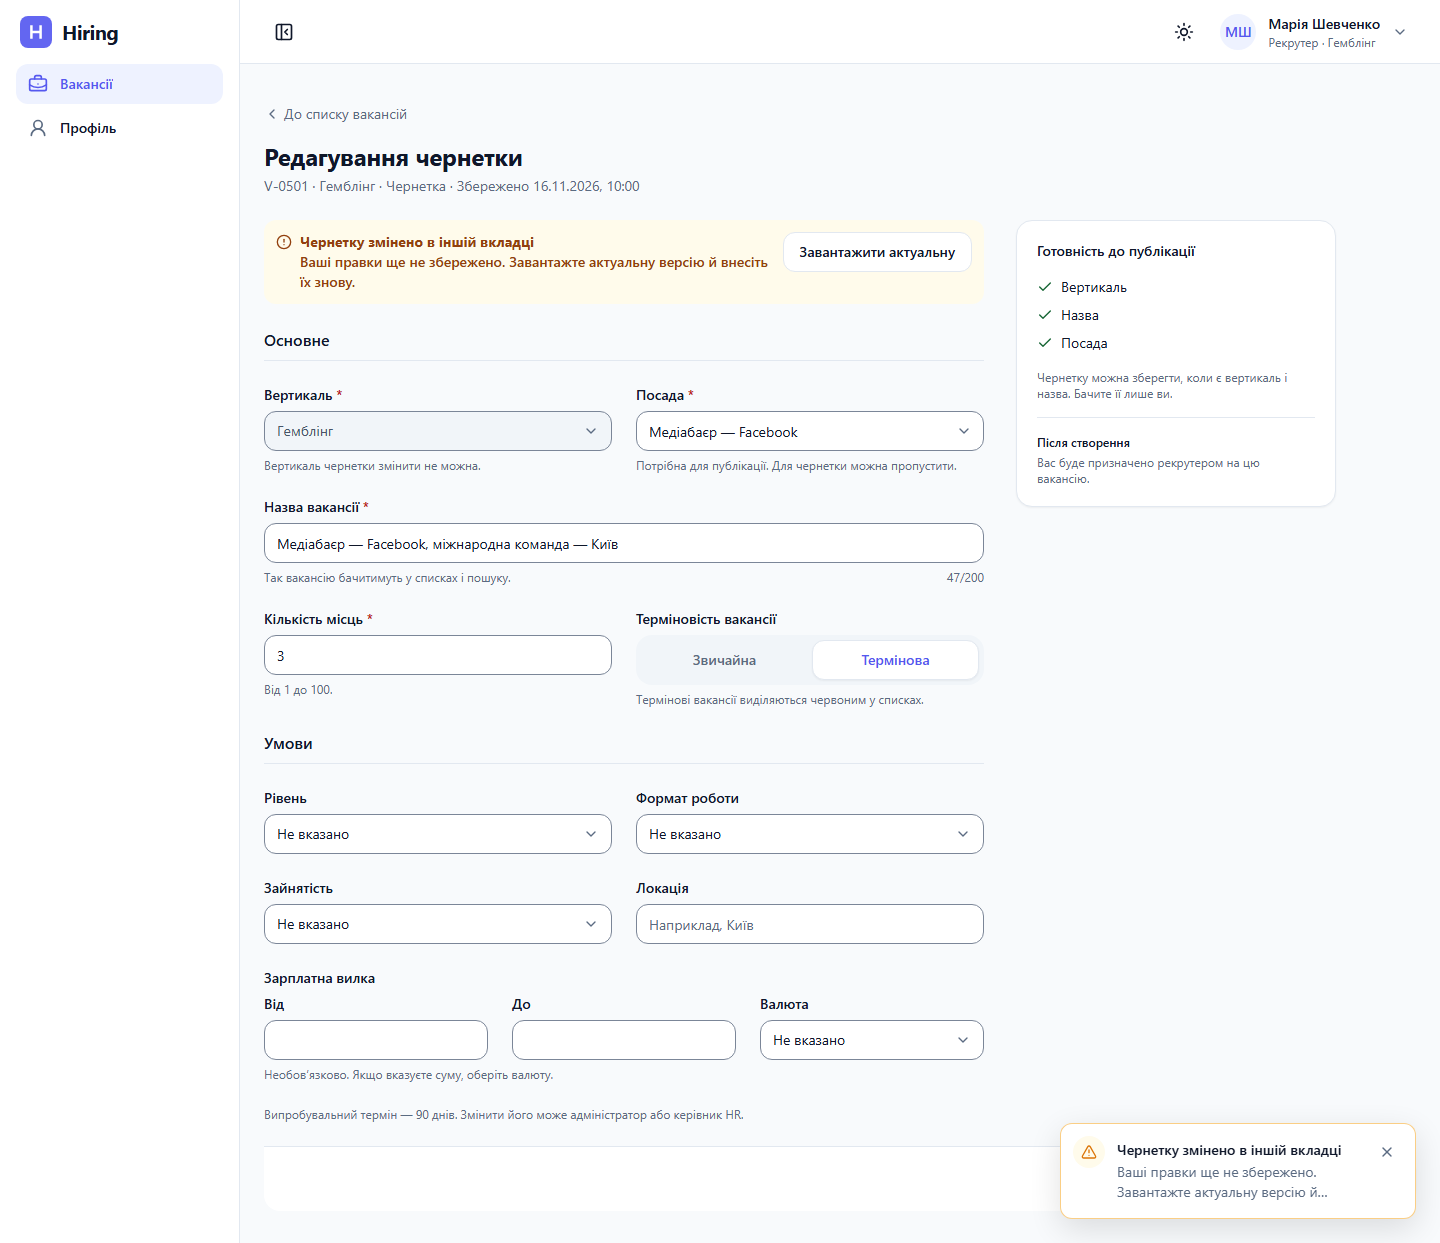 H Hiring
Вакансії
Профіль
МШ
Марія Шевченко
Рекрутер · Гемблінг
До списку вакансій
Редагування чернетки
V-0501 · Гемблінг · Чернетка · Збережено 16.11.2026, 10:00
Чернетку змінено в іншій вкладці
Ваші правки ще не збережено. Завантажте актуальну версію й внесіть
їх знову.
Завантажити актуальну
Основне
Вертикаль *
Гемблінг
Вертикаль чернетки змінити не можна.
Посада *
Медіабаєр — Facebook
Потрібна для публікації. Для чернетки можна пропустити.
Назва вакансії *
Медіабаєр — Facebook, міжнародна команда — Київ
Так вакансію бачитимуть у списках і пошуку.
47/200
Кількість місць *
3
Від 1 до 100.
Терміновість вакансії
Звичайна
Термінова
Термінові вакансії виділяються червоним у списках.
Умови
Рівень
Не вказано
Формат роботи
Не вказано
Зайнятість
Не вказано
Локація
Наприклад, Київ
Зарплатна вилка
Від
До
Валюта
Не вказано
Необов'язково. Якщо вказуєте суму, оберіть валюту.
Випробувальний термін — 90 днів. Змінити його може адміністратор або керівник HR.
Готовність до публікації
Вертикаль
Назва
Посада
Чернетку можна зберегти, коли є вертикаль і
назва. Бачите її лише ви.
Після створення
Вас буде призначено рекрутером на цю
вакансію.
Чернетку змінено в іншій вкладці
Ваші правки ще не збережено.
Завантажте актуальну версію й...